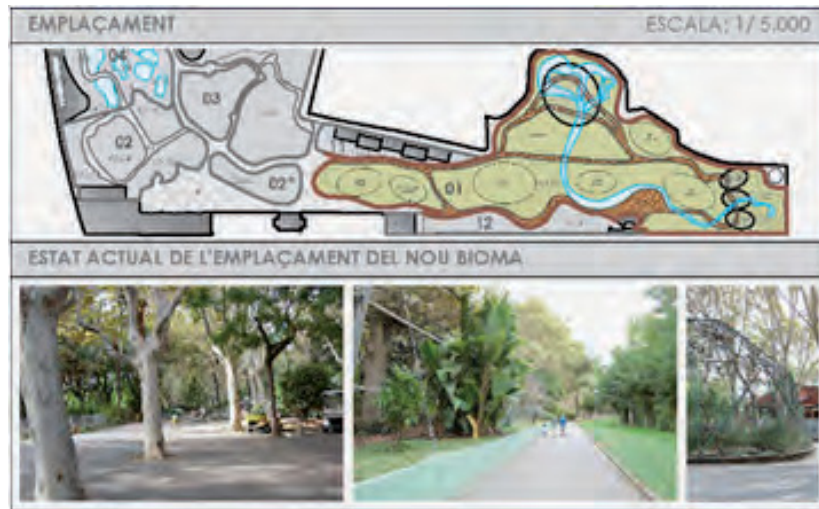 EMPLAÇAMENT
ESCALA: 1/ 5.000
04
03
02
02*
01
12
ESTAT ACTUAL DE L'EMPLAÇAMENT DEL NOU BIOMA